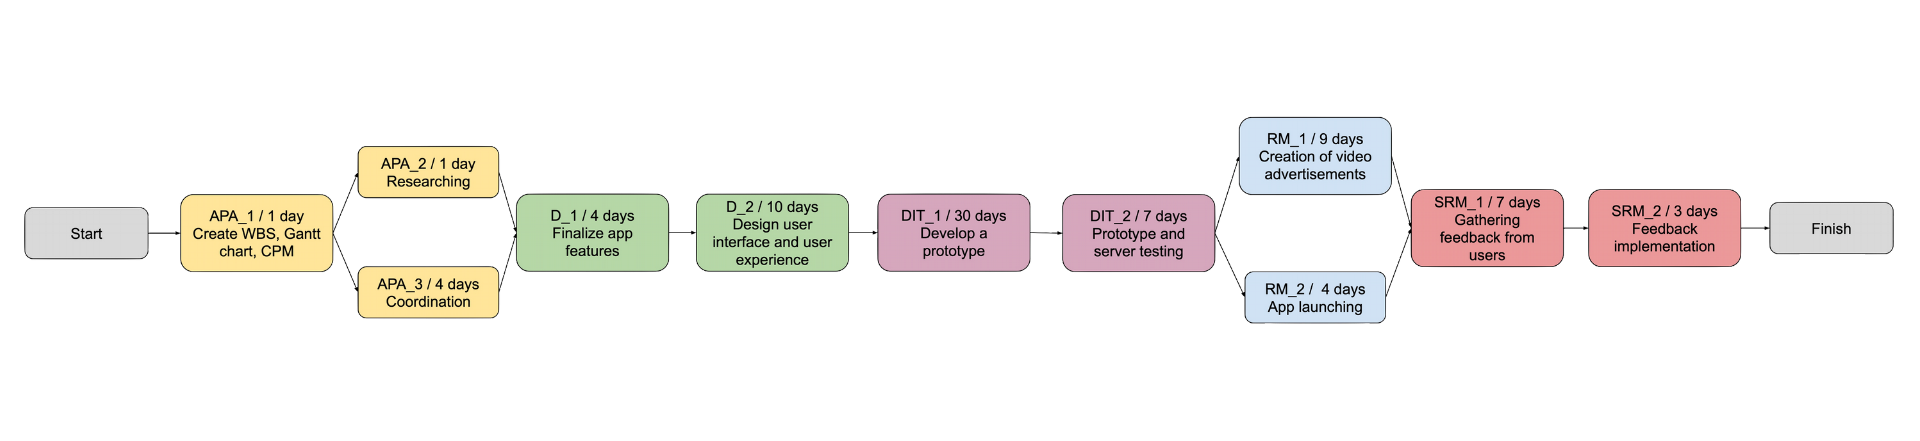 Start
APA_1 / 1 day
Create WBS, Gantt
chart, CPM
APA_2 / 1 day
Researching
APA_3 / 4 days
Coordination
D_1 / 4 days
Finalize app
features
D_2 / 10 days
Design user
interface and user
experience
DIT_1 / 30 days
Develop a
prototype
DIT_2 / 7 days
Prototype and
server testing
RM_1 / 9 days
Creation of video
advertisements
RM_2 /  4 days
App launching
SRM_1 / 7 days
Gathering
feedback from
users
SRM_2 / 3 days
Feedback
implementation
Finish